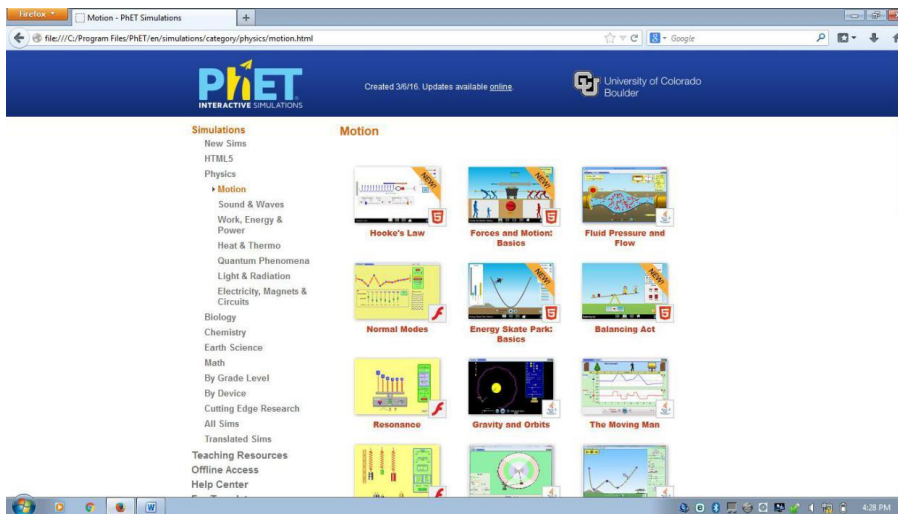 Firefox
Motion - PhET Simulations
+
file:///C:/Program Files/PhET/en/simulations/category/physics/motion.html
Google
PhET
INTERACTIVE SIMULATIONS
Created 3/6/16. Updates available online.
University of Colorado
Boulder
Simulations
New Sims
HTML5
Physics
Motion
Sound & Waves
Work, Energy &
Power
Heat & Thermo
Quantum Phenomena
Light & Radiation
Electricity, Magnets &
Circuits
Biology
Chemistry
Earth Science
Math
By Grade Level
By Device
Cutting Edge Research
All Sims
Translated Sims
Teaching Resources
Offline Access
Help Center
Motion
NEW!
NEW!
Hooke's Law
Forces and Motion:
Basics
Fluid Pressure and
Flow
NEW!
NEW!
Normal Modes
Energy Skate Park:
Basics
Balancing Act
Resonance
Gravity and Orbits
The Moving Man
4:28 PM